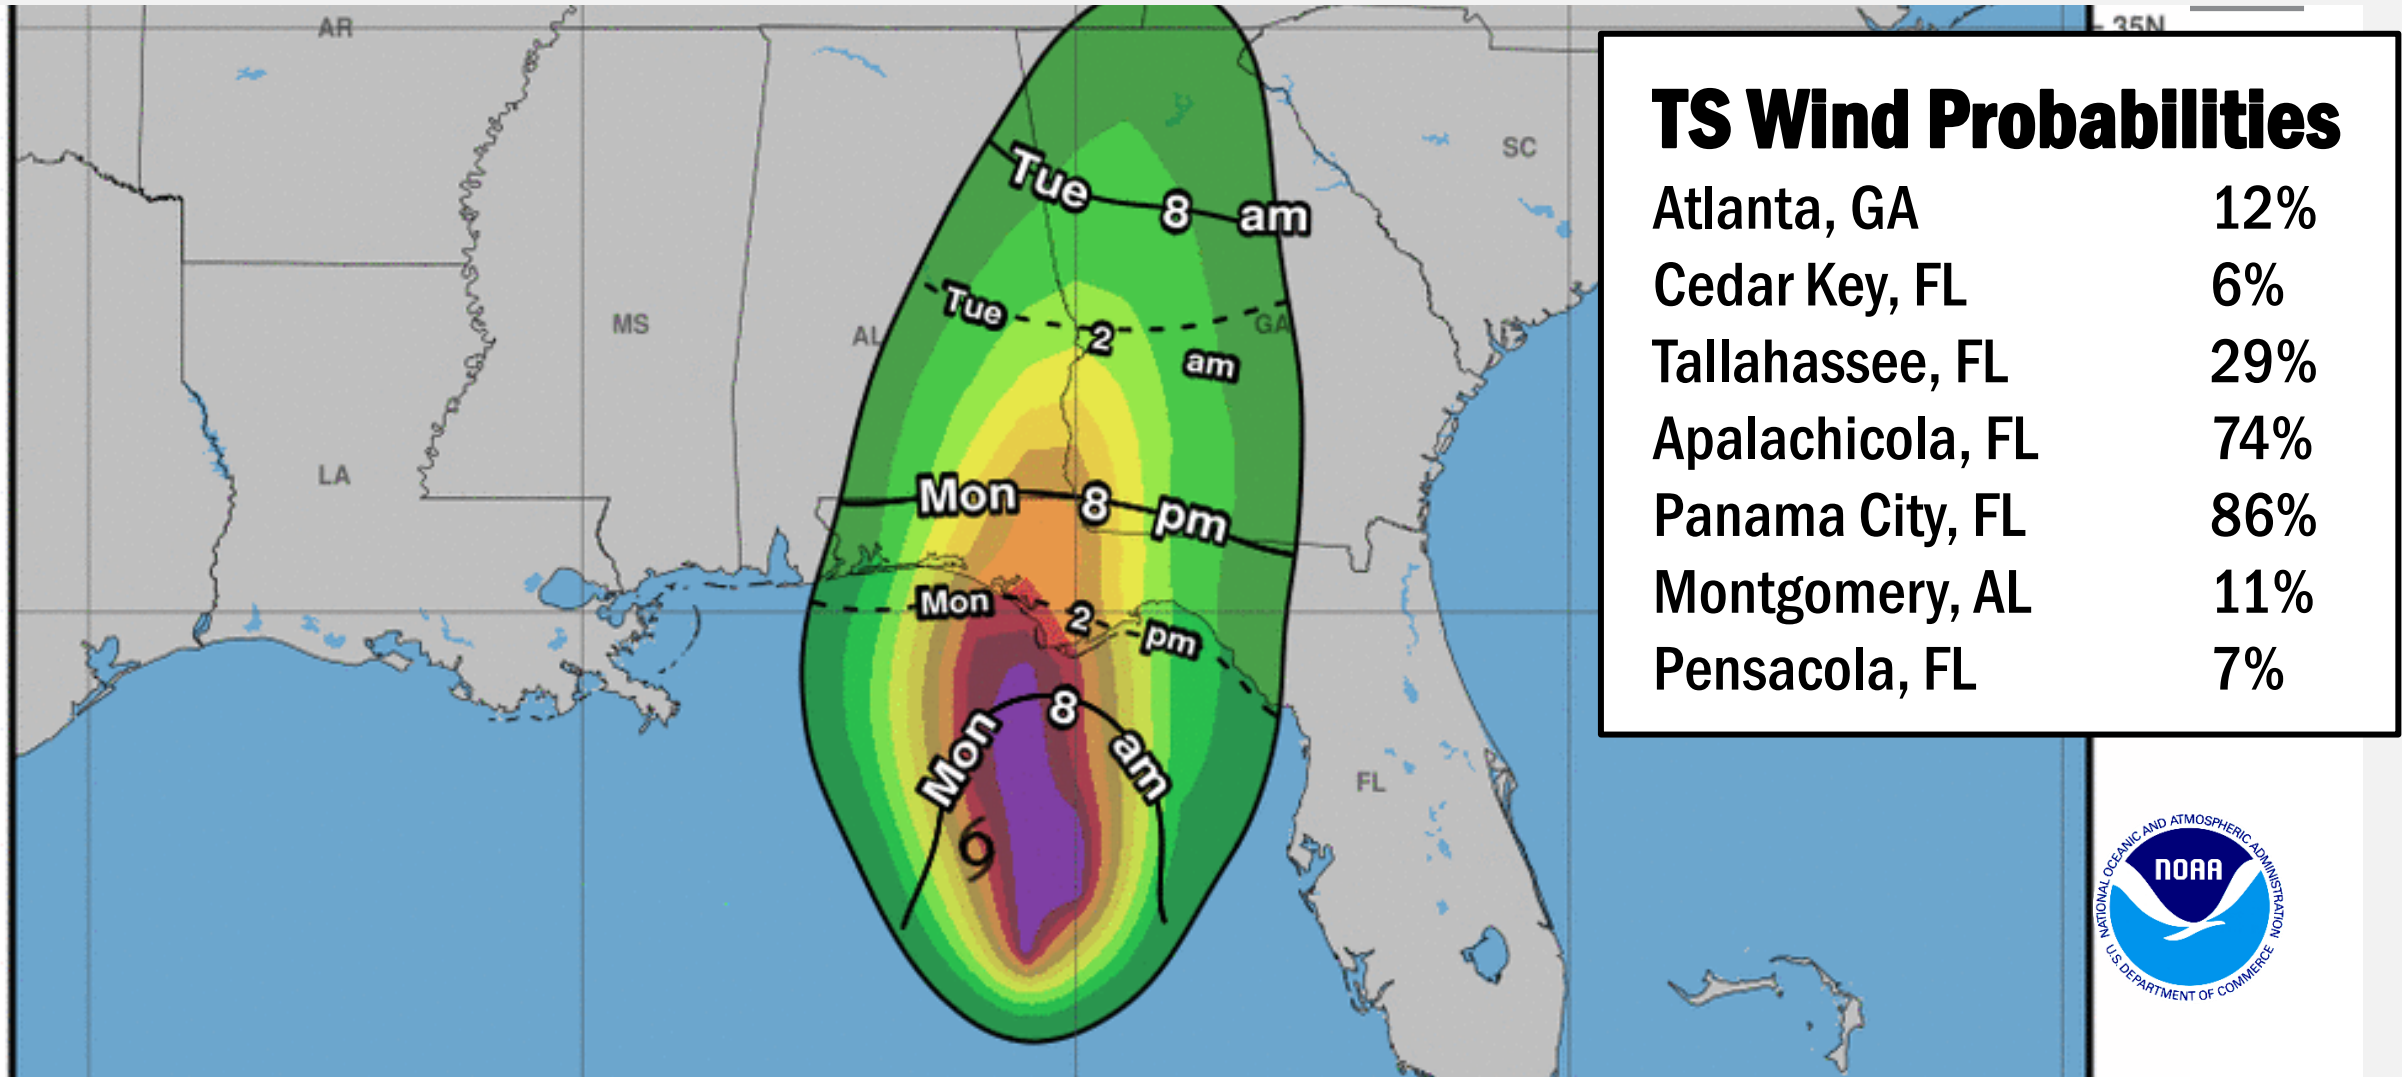 AR
35N
TS Wind Probabilities
Atlanta, GA 12%
Cedar Key, FL 6%
Tallahassee, FL 29%
Apalachicola, FL 74%
Panama City, FL 86%
Montgomery, AL 11%
Pensacola, FL 7%
SC
Tue 8 am
Tue 2 am
MS
AL
GA
LA
Mon 8 pm
Mon 2 pm
Mon 8 am
FL
NATIONAL OCEANIC AND ATMOSPHERIC ADMINISTRATION
NOAA
U.S. DEPARTMENT OF COMMERCE